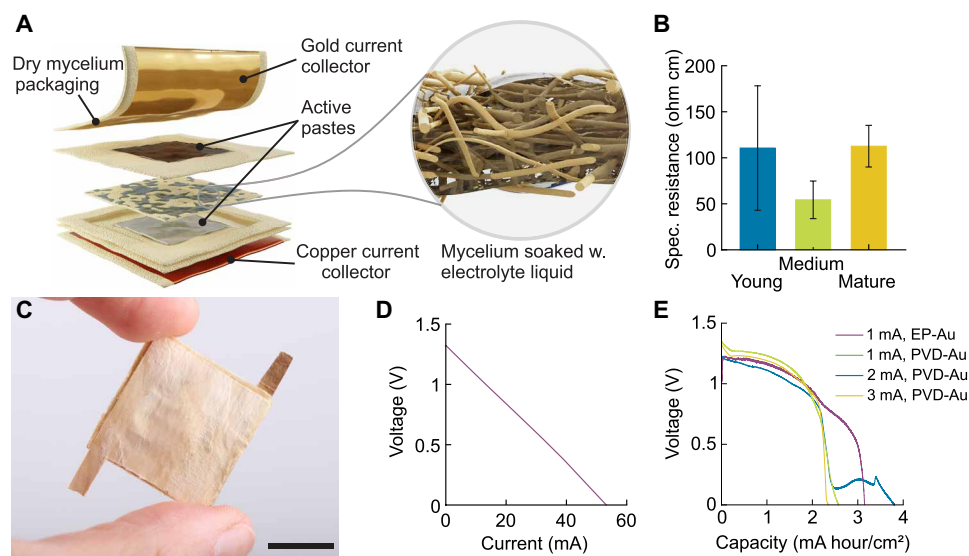 A
Dry mycelium
packaging
Gold current
collector
Active
pastes
Copper current
collector
Mycelium soaked w.
electrolyte liquid
B
Spec. resistance (ohm cm)
200
150
100
50
0
Young
Medium
Mature
C
D
Voltage (V)
1.5
1
0.5
0
0
20
40
60
Current (mA)
E
Voltage (V)
1.5
1
0.5
0
0
1
2
3
4
Capacity (mA hour/cm²)
1 mA, EP-Au
1 mA, PVD-Au
2 mA, PVD-Au
3 mA, PVD-Au